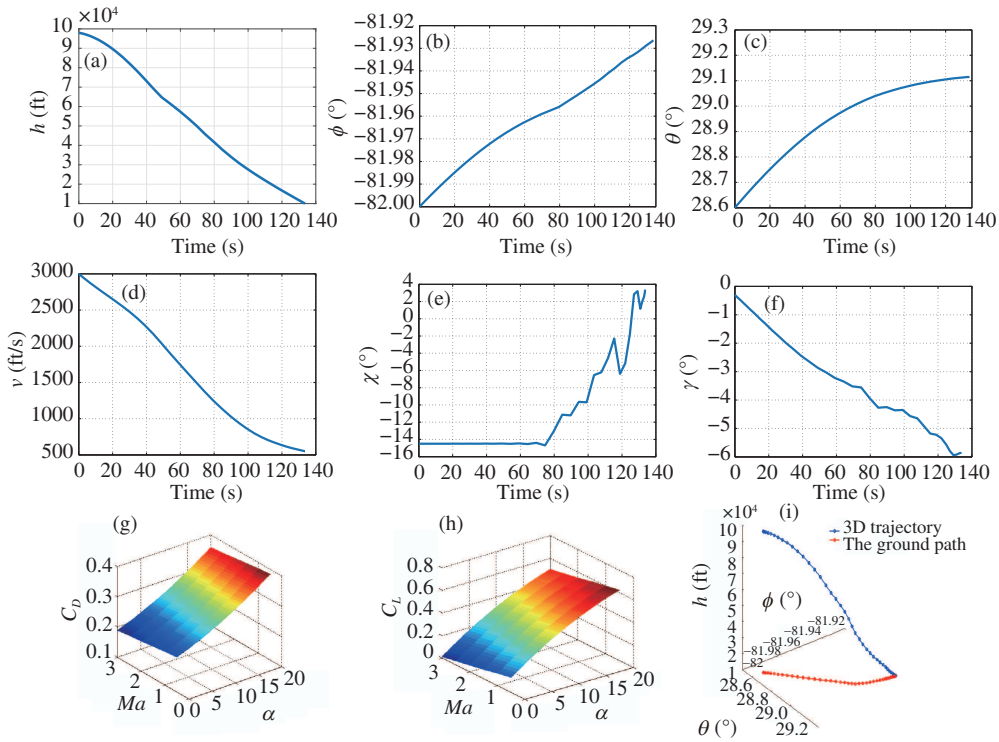 ×10⁴
10
9
8
7
6
5
4
3
2
1
h (ft)
(a)
0 20 40 60 80 100 120 140
Time (s)
−81.92
−81.93
−81.94
−81.96
−81.97
−81.98
−81.99
−82.00
ϕ (°)
(b)
0 20 40 60 80 100 120 140
Time (s)
29.3
29.2
29.1
29.0
28.9
28.8
28.7
28.6
θ (°)
(c)
0 20 40 60 80 100 120 140
Time (s)
3000
2500
2000
1500
1000
500
v (ft/s)
(d)
0 20 40 60 80 100 120 140
Time (s)
4
2
−0
−2
−4
−6
−8
−10
−12
−14
−16
χ (°)
(e)
0 20 40 60 80 100 120 140
Time (s)
0
−1
−2
−3
−4
−5
−6
γ (°)
(f)
0 20 40 60 80 100 120 140
Time (s)
(g)
0.4
0.3
0.2
0.1
C_D
3
2
1
0
Ma
0 5 10 15 20
α
(h)
0.8
0.6
0.4
0.2
0
C_L
3
2
1
0
Ma
0 5 10 15 20
α
(i)
×10⁴
10
9
8
7
6
5
4
3
2
1
h (ft)
3D trajectory
The ground path
ϕ (°)
−81.92
−81.94
−81.96
−81.98
−82
28.6
28.8
29.0
29.2
θ (°)